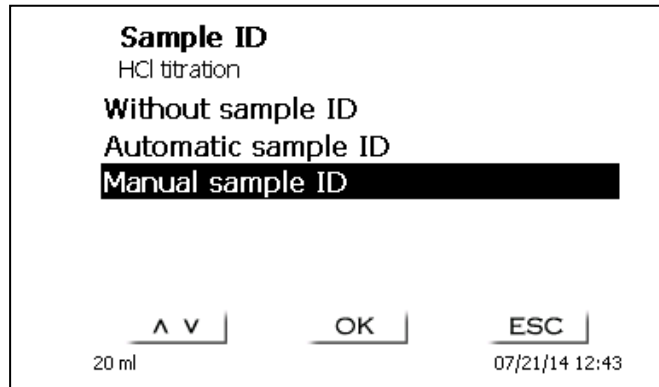 Sample ID
HCl titration
Without sample ID
Automatic sample ID
Manual sample ID
∧ ∨ OK ESC
20 ml 07/21/14 12:43